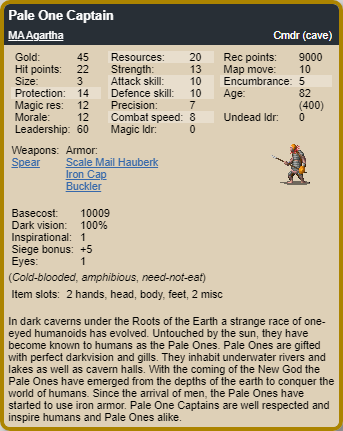 Pale One Captain
MA Agartha Cmdr (cave)
Gold: 45 Resources: 20 Rec points: 9000
Hit points: 22 Strength: 13 Map move: 10
Size: 3 Attack skill: 10 Encumbrance: 5
Protection: 14 Defence skill: 10 Age: 82
Magic res: 12 Precision: 7 (400)
Morale: 12 Combat speed: 8 Undead ldr: 0
Leadership: 60 Magic ldr: 0
Weapons: Armor:
Spear Scale Mail Hauberk
Iron Cap
Buckler
Basecost: 10009
Dark vision: 100%
Inspirational: 1
Siege bonus: +5
Eyes: 1
(Cold-blooded, amphibious, need-not-eat)
Item slots: 2 hands, head, body, feet, 2 misc
In dark caverns under the Roots of the Earth a strange race of one-
eyed humanoids has evolved. Untouched by the sun, they have
become known to humans as the Pale Ones. Pale Ones are gifted
with perfect darkvision and gills. They inhabit underwater rivers and
lakes as well as cavern halls. With the coming of the New God the
Pale Ones have emerged from the depths of the earth to conquer the
world of humans. Since the arrival of men, the Pale Ones have
started to use iron armor. Pale One Captains are well respected and
inspire humans and Pale Ones alike.